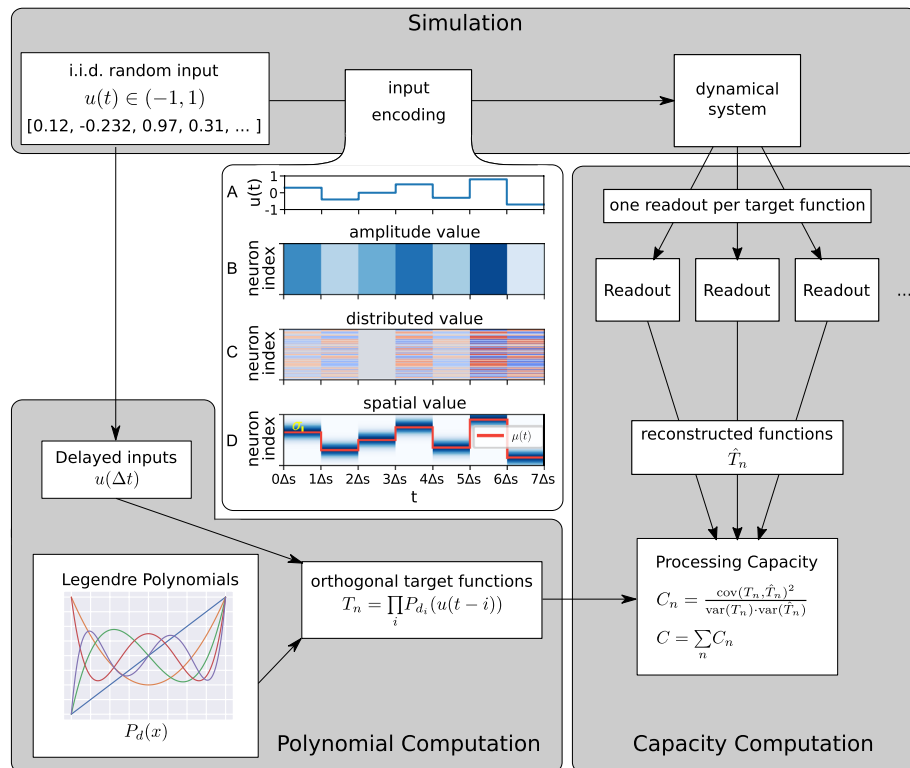 Simulation
i.i.d. random input
u(t) ∈ (−1, 1)
[0.12, -0.232, 0.97, 0.31, ... ]
input
encoding
dynamical
system
A
u(t)
1
0
-1
amplitude value
B
neuron
index
distributed value
C
neuron
index
spatial value
D
neuron
index
σᵢ
μ(t)
0Δs 1Δs 2Δs 3Δs 4Δs 5Δs 6Δs 7Δs
t
one readout per target function
Readout Readout Readout ...
reconstructed functions
T̂ₙ
Delayed inputs
u(Δt)
Legendre Polynomials
P_d(x)
orthogonal target functions
Tₙ = ∏ᵢ P_{dᵢ}(u(t − i))
Processing Capacity
Cₙ = cov(Tₙ,T̂ₙ)² / var(Tₙ)·var(T̂ₙ)
C = ∑ₙ Cₙ
Polynomial Computation
Capacity Computation